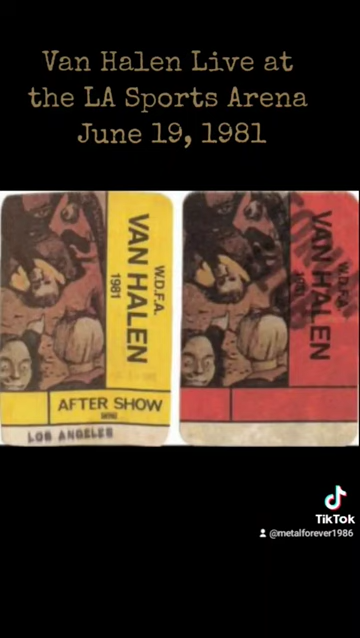 Van Halen Live at
the LA Sports Arena
June 19, 1981
W.D.F.A.
VAN HALEN
1981
AFTER SHOW
LOS ANGELES
W.D.F.A.
VAN HALEN
1981
TikTok
@metalforever1986